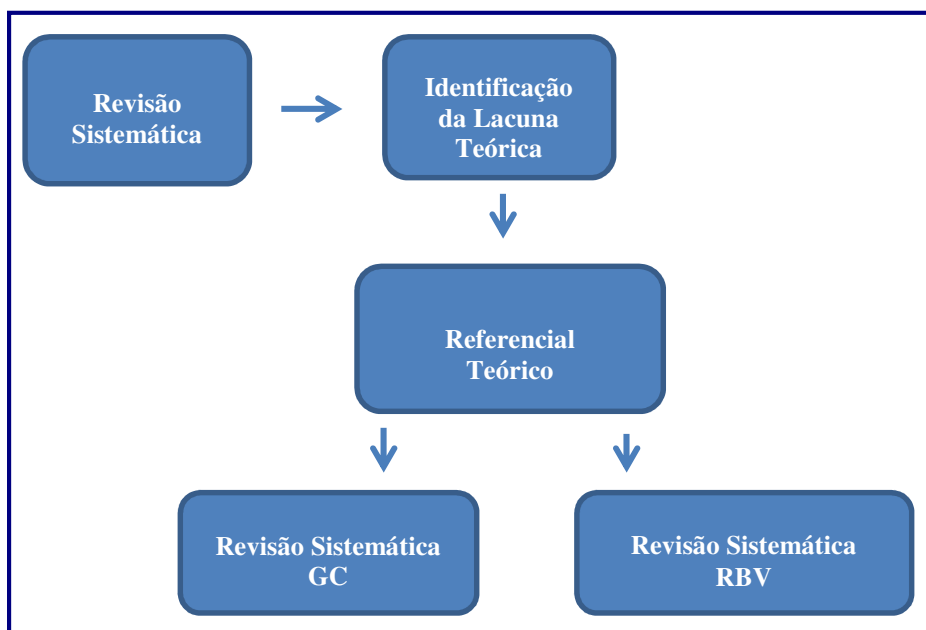 Revisão
Sistemática
Identificação
da Lacuna
Teórica
Referencial
Teórico
Revisão Sistemática
GC
Revisão Sistemática
RBV